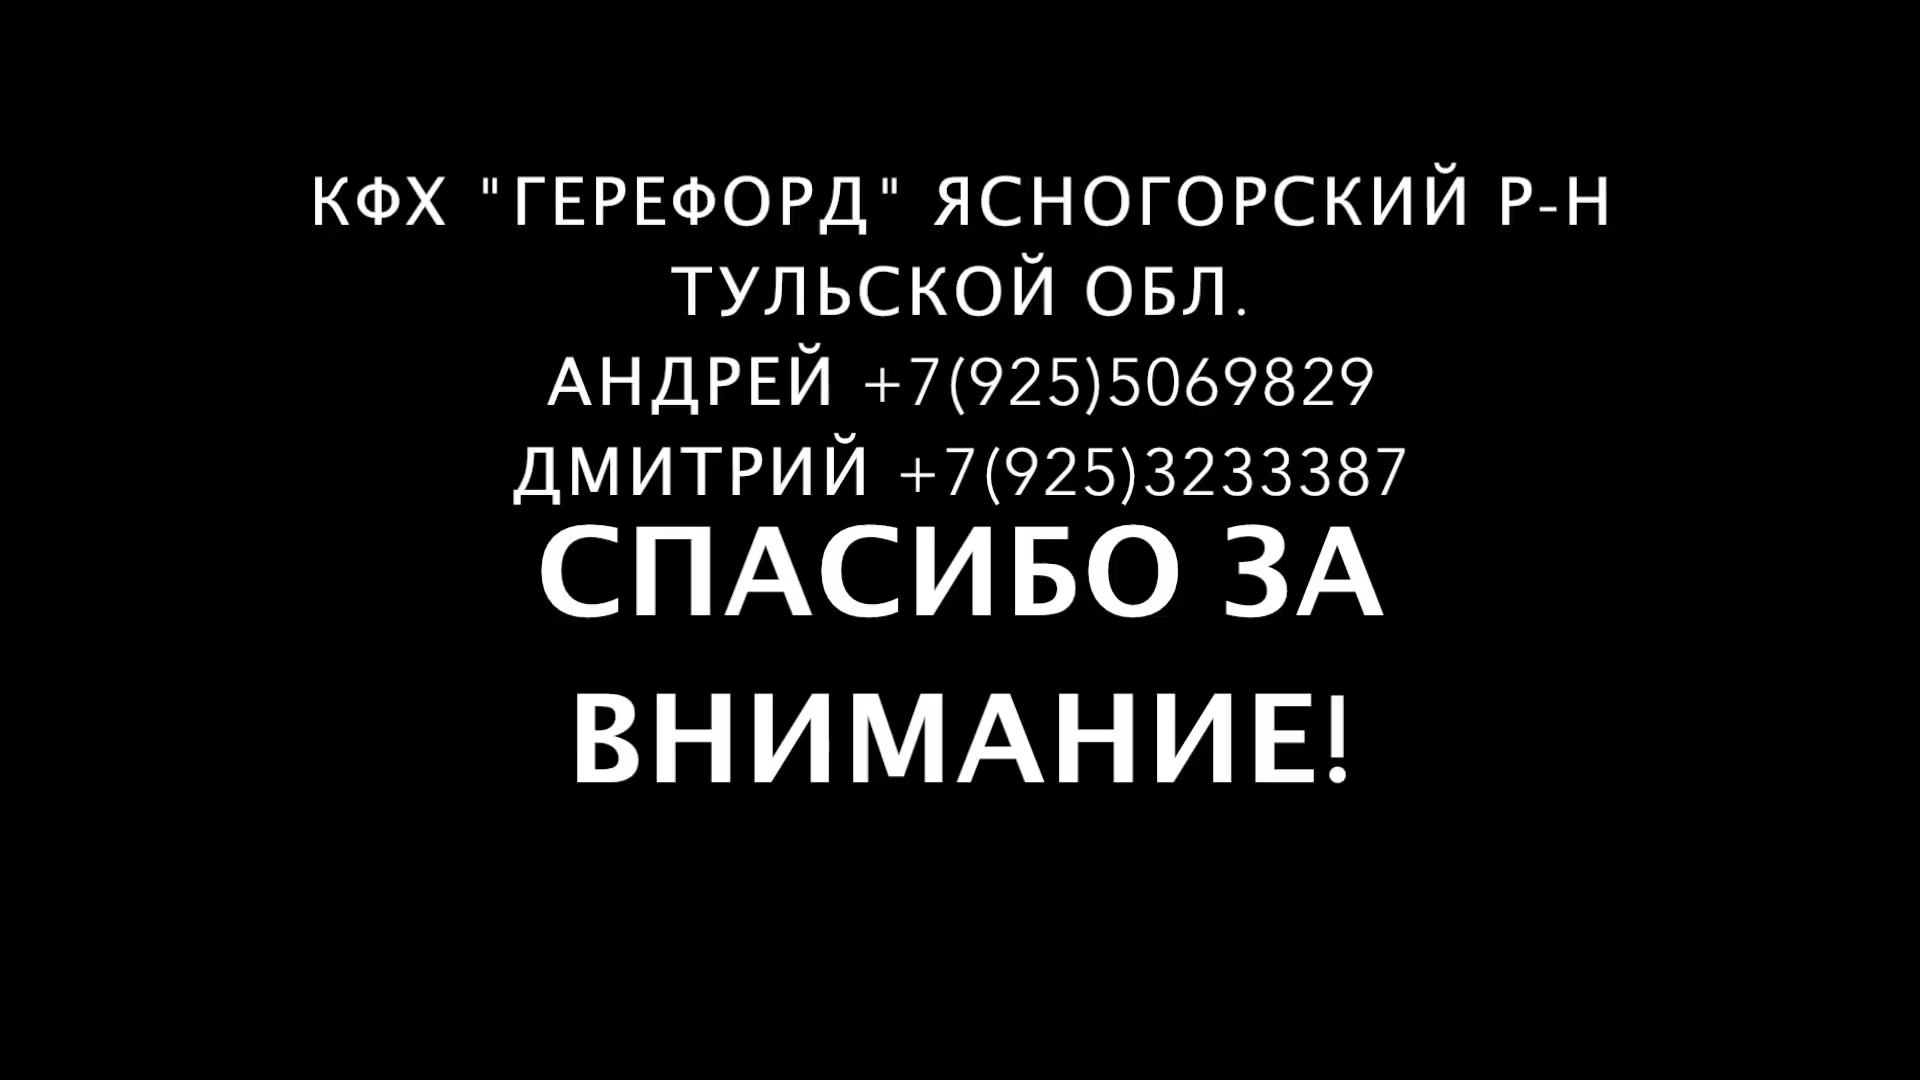 КФХ "ГЕРЕФОРД" ЯСНОГОРСКИЙ Р-Н
ТУЛЬСКОЙ ОБЛ.
АНДРЕЙ +7(925)5069829
ДМИТРИЙ +7(925)3233387
СПАСИБО ЗА
ВНИМАНИЕ!